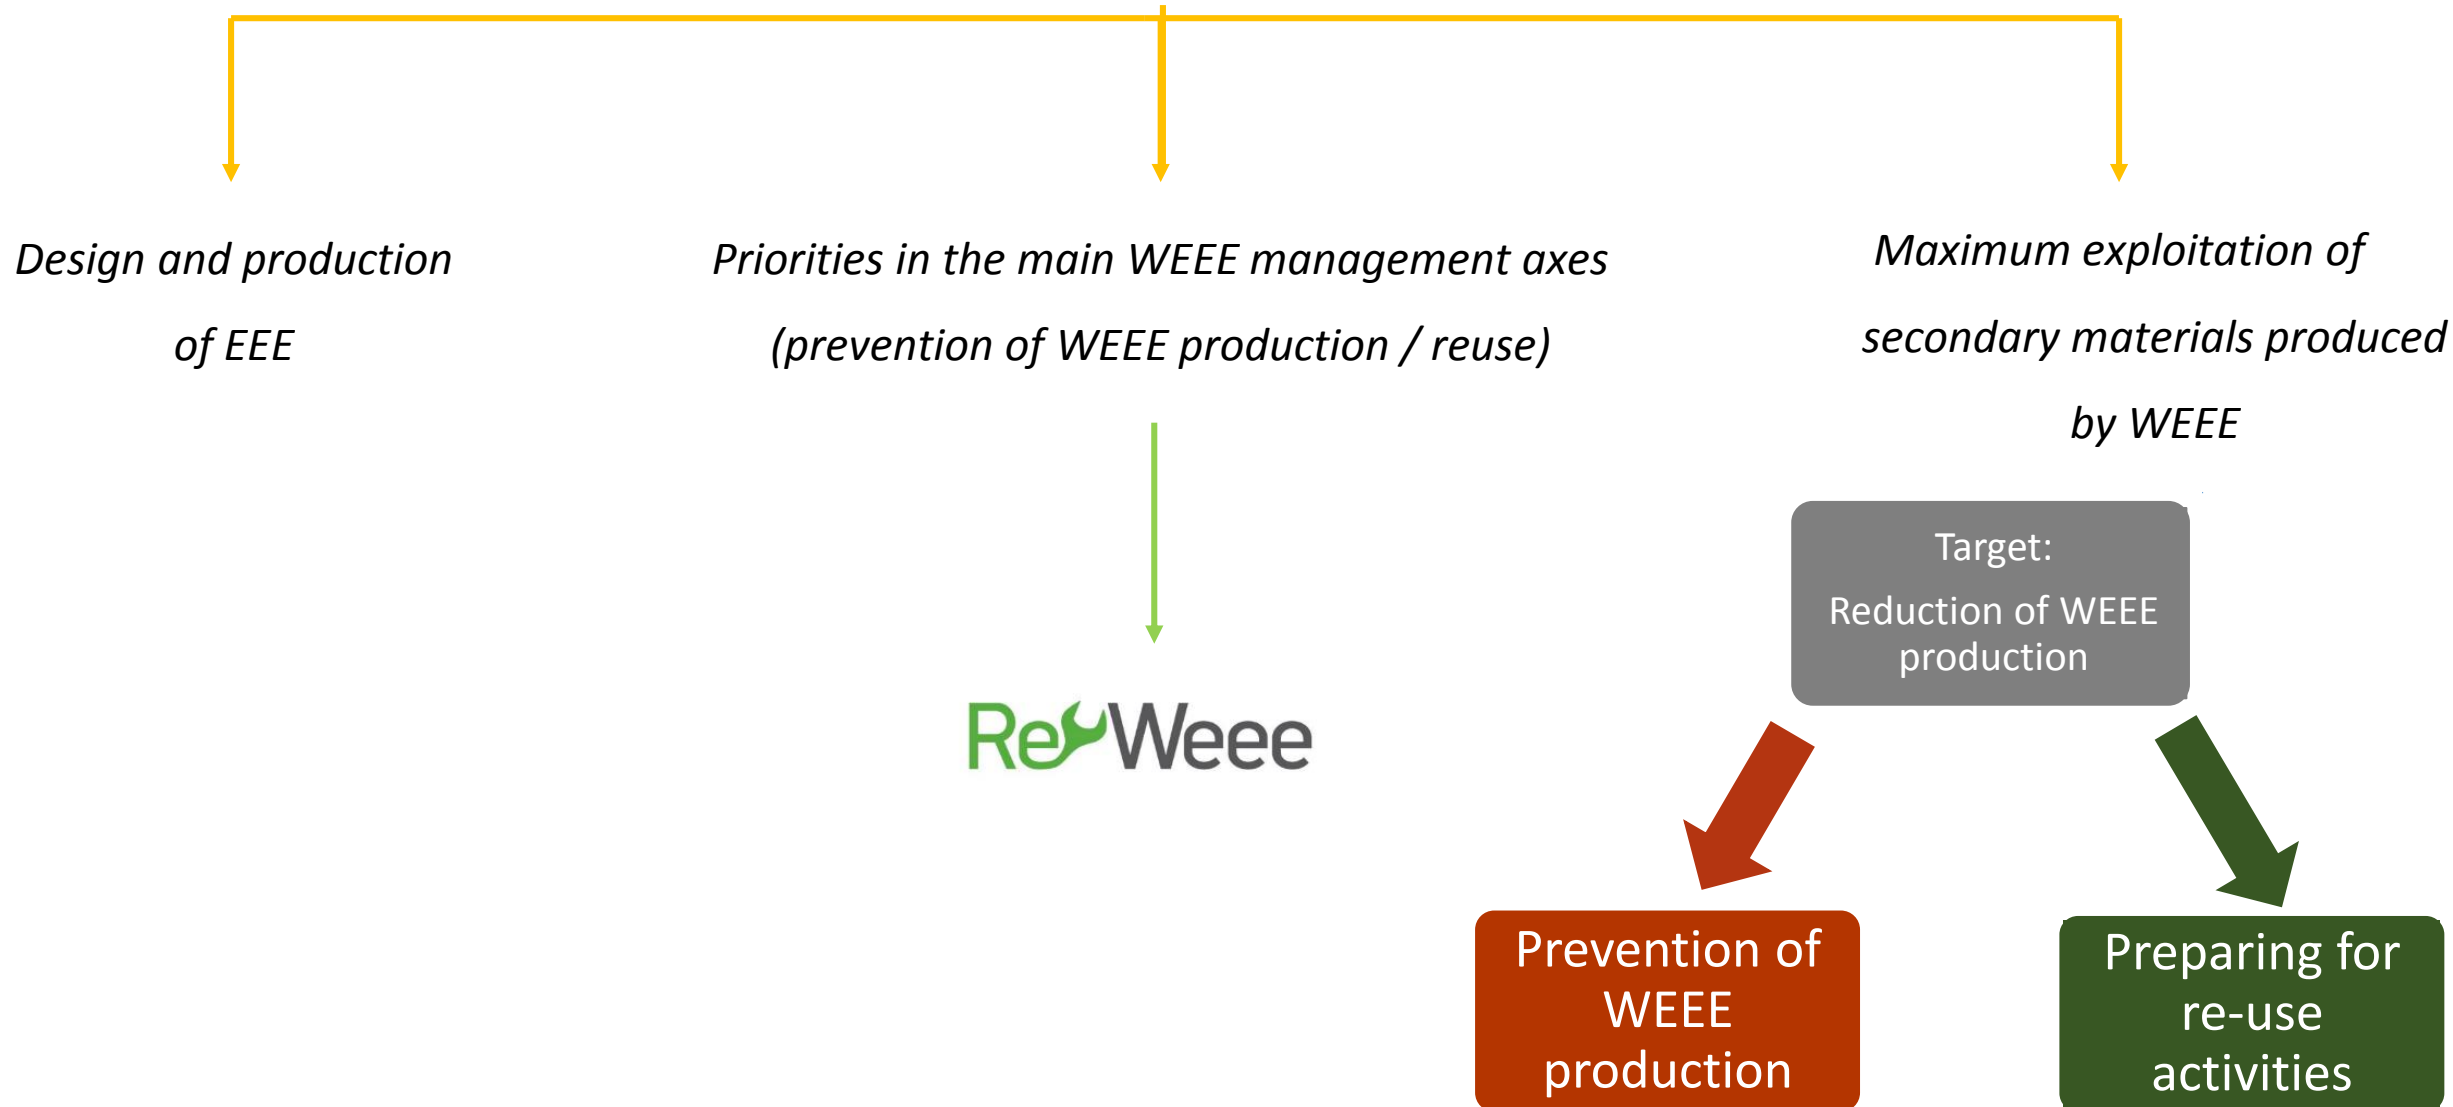 Design and production
of EEE
Priorities in the main WEEE management axes
(prevention of WEEE production / reuse)
Maximum exploitation of
secondary materials produced
by WEEE
ReWeee
Target:
Reduction of WEEE
production
Prevention of
WEEE
production
Preparing for
re-use
activities